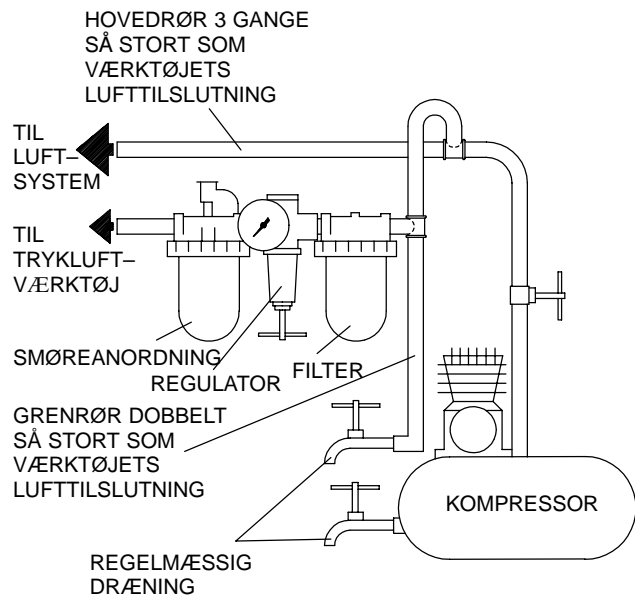 HOVEDRØR 3 GANGE
SÅ STORT SOM
VÆRKTØJETS
LUFTTILSLUTNING
TIL
LUFT–
SYSTEM
TIL
TRYKLUFT–
VÆRKTØJ
SMØREANORDNING
REGULATOR
FILTER
GRENRØR DOBBELT
SÅ STORT SOM
VÆRKTØJETS
LUFTTILSLUTNING
KOMPRESSOR
REGELMÆSSIG
DRÆNING